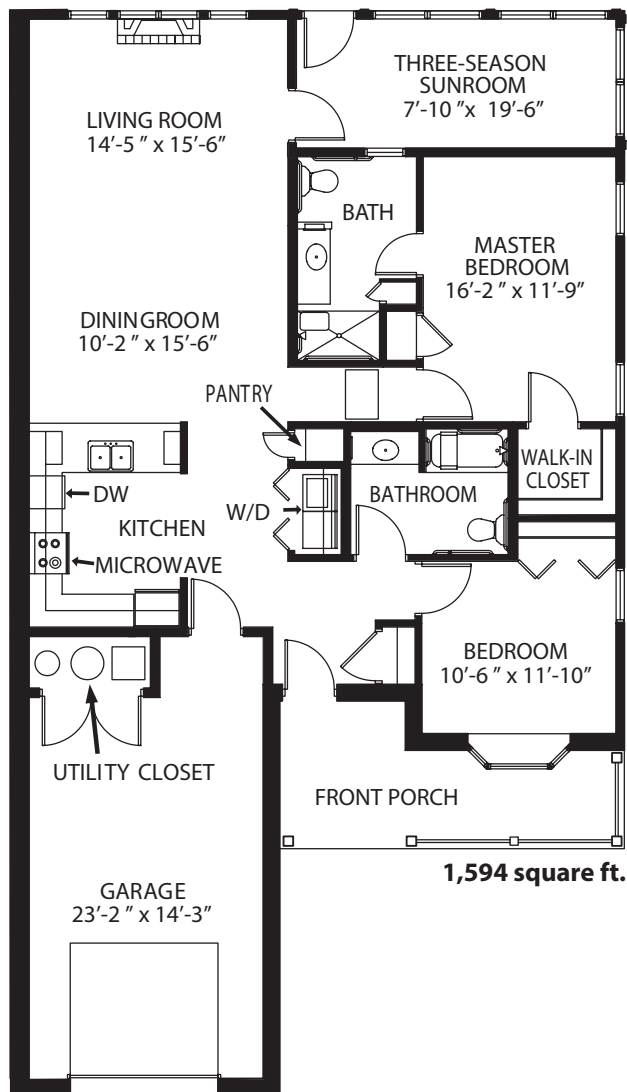 THREE-SEASON
SUNROOM
7’-10 ”x 19’-6”
LIVING ROOM
14’-5 ” x 15’-6”
BATH
MASTER
BEDROOM
16’-2 ” x 11’-9”
DININGROOM
10’-2 ” x 15’-6”
PANTRY
WALK-IN
CLOSET
DW
BATHROOM
W/D
KITCHEN
MICROWAVE
BEDROOM
10’-6” x 11’-10”
UTILITY CLOSET
FRONT PORCH
1,594 square ft.
GARAGE
23’-2 ” x 14’-3”